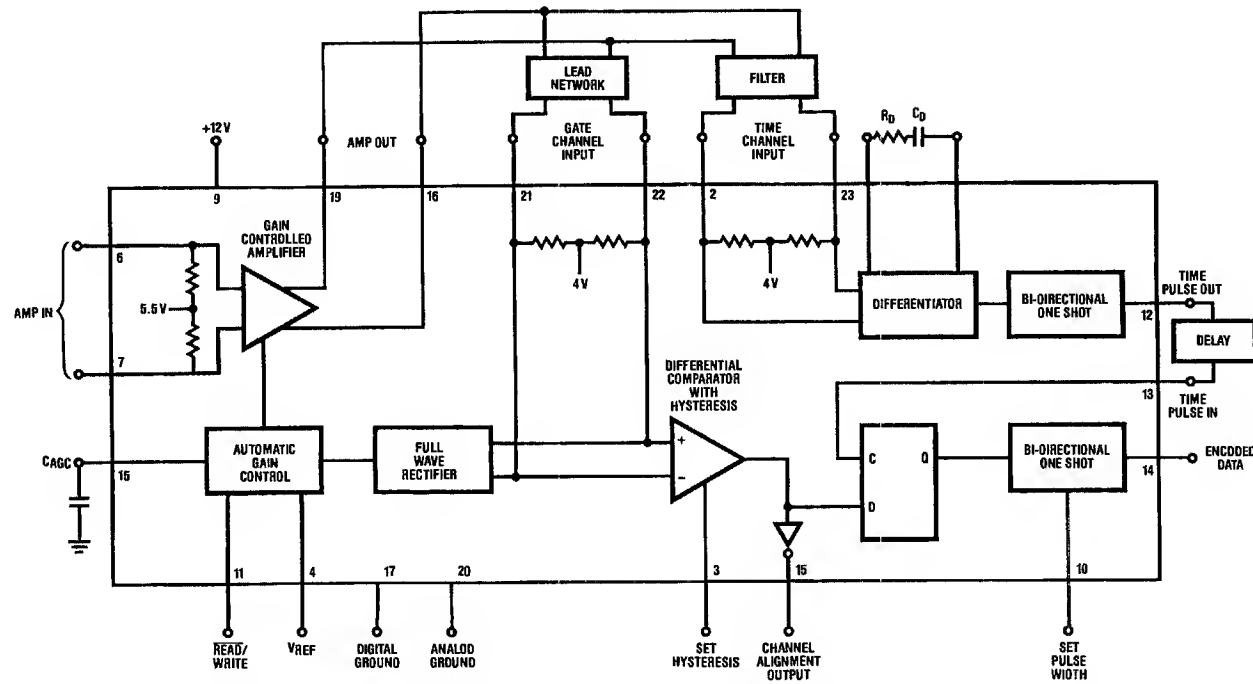 LEAD
NETWORK
FILTER
+12V
AMP OUT
GATE
CHANNEL
INPUT
TIME
CHANNEL
INPUT
RD
CD
9
19
16
21
22
2
23
GAIN
CONTROLLED
AMPLIFIER
6
AMP IN
5.5V
7
4V
4V
DIFFERENTIATOR
BI-DIRECTIONAL
ONE SHOT
TIME
PULSE OUT
12
DELAY
13
TIME
PULSE IN
DIFFERENTIAL
COMPARATOR
WITH
HYSTERESIS
CAGC
15
AUTOMATIC
GAIN
CONTROL
FULL
WAVE
RECTIFIER
+
−
C
Q
D
BI-DIRECTIONAL
ONE SHOT
14
ENCODED
DATA
11
4
17
20
3
15
10
READ/
WRITE
VREF
DIGITAL
GROUND
ANALOD
GROUND
SET
HYSTERESIS
CHANNEL
ALIGNMENT
OUTPUT
SET
PULSE
WIDTH